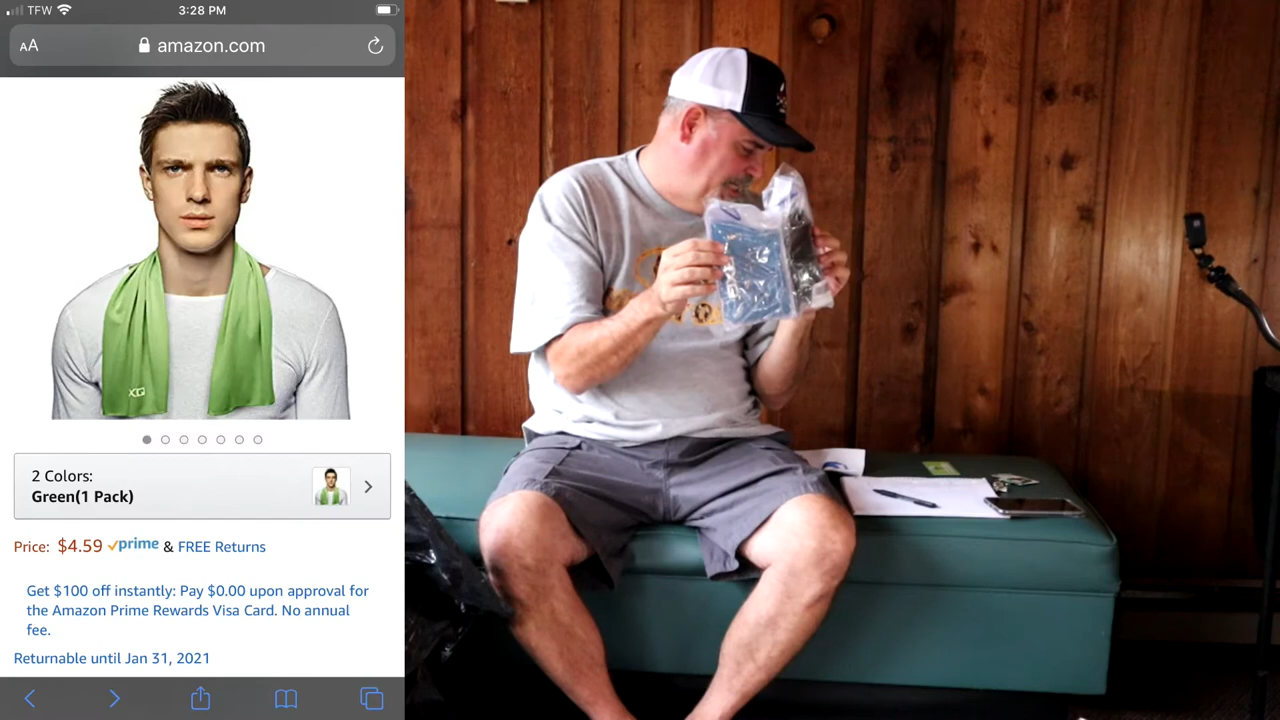 TFW
3:28 PM
AA
amazon.com
XQ
2 Colors:
Green(1 Pack)
Price: $4.59 prime & FREE Returns
Get $100 off instantly: Pay $0.00 upon approval for
the Amazon Prime Rewards Visa Card. No annual
fee.
Returnable until Jan 31, 2021